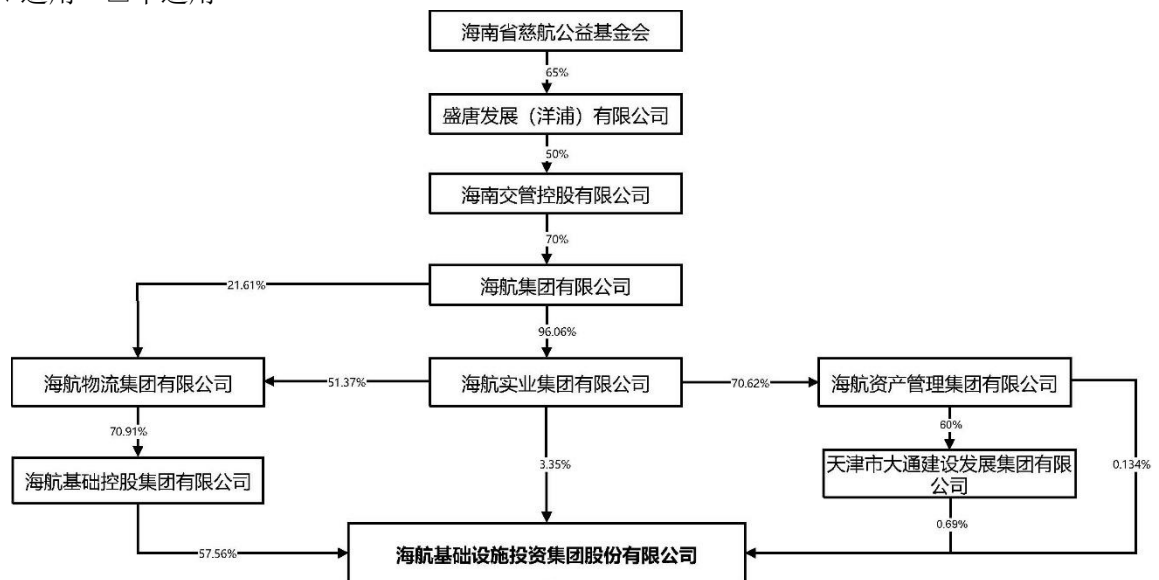 海南省慈航公益基金会
65%
盛唐发展（洋浦）有限公司
50%
海南交管控股有限公司
70%
海航集团有限公司
21.61%
96.06%
海航物流集团有限公司
51.37%
海航实业集团有限公司
70.62%
海航资产管理集团有限公司
70.91%
60%
海航基础控股集团有限公司
3.35%
天津市大通建设发展集团有限
公司
0.134%
0.69%
57.56%
海航基础设施投资集团股份有限公司